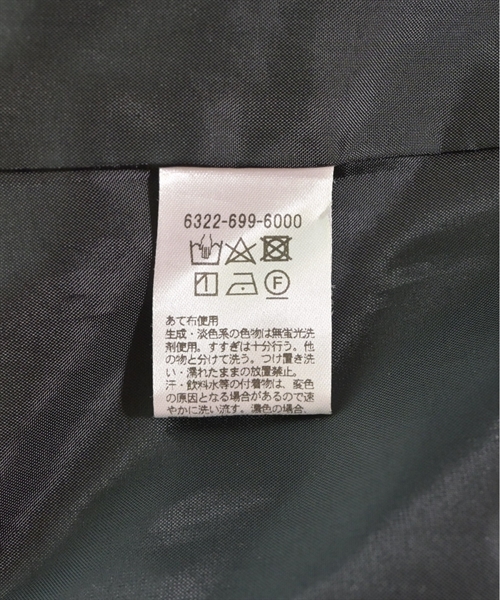 6322-699-6000
F
あて布使用
生成・淡色系の色物は無蛍光洗
剤使用。すすぎは十分行う。他
の物と分けて洗う。つけ置き洗
い・濡れたままの放置禁止。
汗・飲料水等の付着物は、変色
の原因となる場合があるので速
やかに洗い流す。濃色の場合、